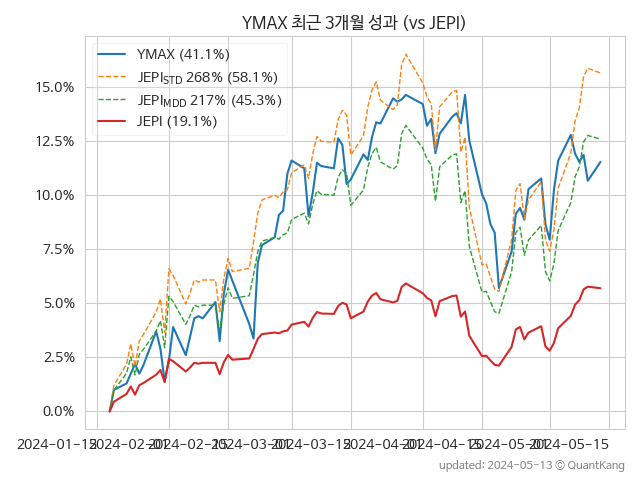 YMAX 최근 3개월 성과 (vs JEPI)
YMAX (41.1%)
JEPI_STD 268% (58.1%)
JEPI_MDD 217% (45.3%)
JEPI (19.1%)
15.0%
12.5%
10.0%
7.5%
5.0%
2.5%
0.0%
2024-01-15 2024-02-01 2024-02-15 2024-03-01 2024-03-15 2024-04-01 2024-04-15 2024-05-01 2024-05-15
updated: 2024-05-13 © QuantKang